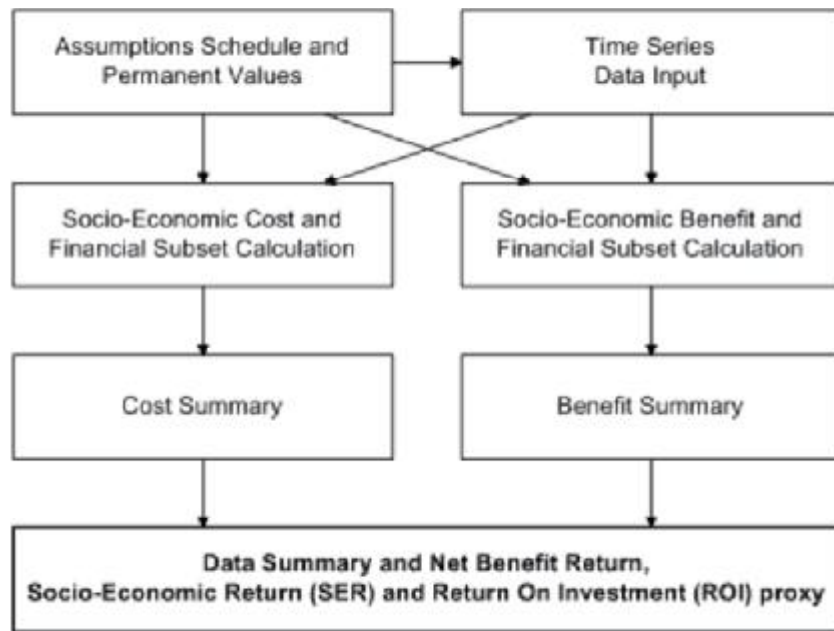 Assumptions Schedule and
Permanent Values
Time Series
Data Input
Socio-Economic Cost and
Financial Subset Calculation
Socio-Economic Benefit and
Financial Subset Calculation
Cost Summary
Benefit Summary
Data Summary and Net Benefit Return,
Socio-Economic Return (SER) and Return On Investment (ROI) proxy